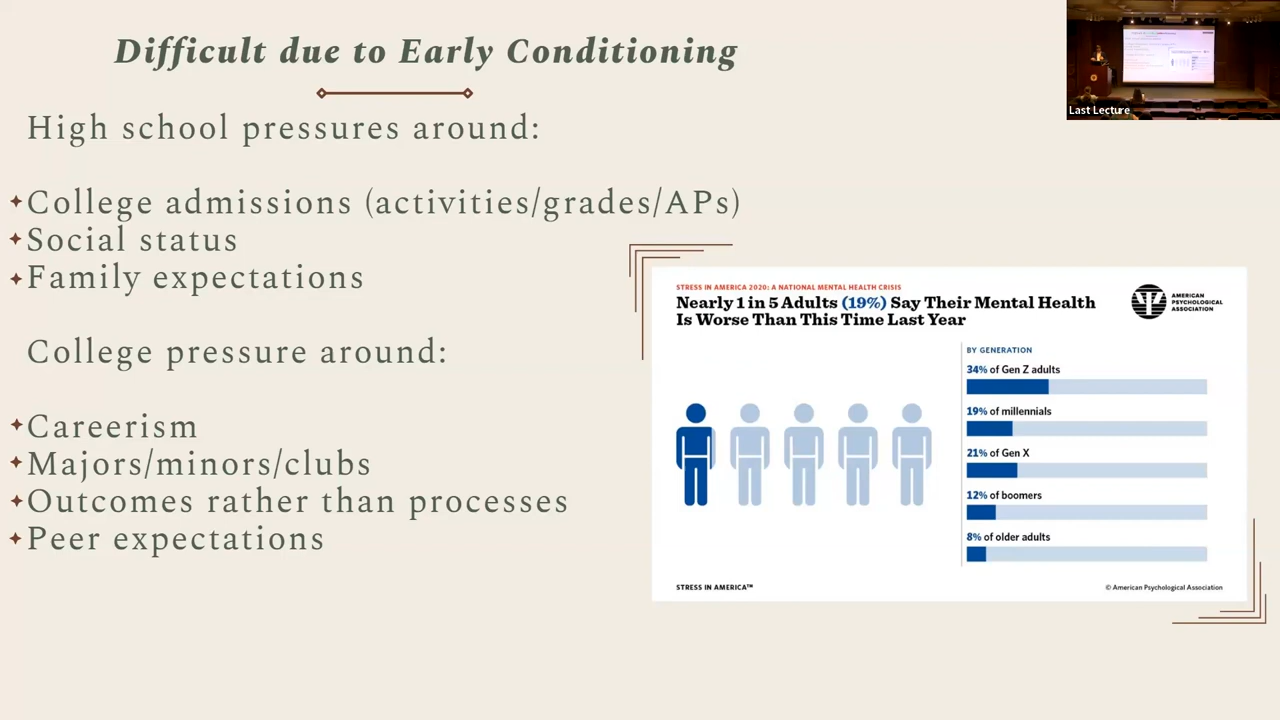 Difficult due to Early Conditioning
High school pressures around:
College admissions (activities/grades/APs)
Social status
Family expectations
College pressure around:
Careerism
Majors/minors/clubs
Outcomes rather than processes
Peer expectations
STRESS IN AMERICA 2020: A NATIONAL MENTAL HEALTH CRISIS
Nearly 1 in 5 Adults (19%) Say Their Mental Health
Is Worse Than This Time Last Year
AMERICAN
PSYCHOLOGICAL
ASSOCIATION
BY GENERATION
34% of Gen Z adults
19% of millennials
21% of Gen X
12% of boomers
8% of older adults
STRESS IN AMERICA™
© American Psychological Association
Last Lecture